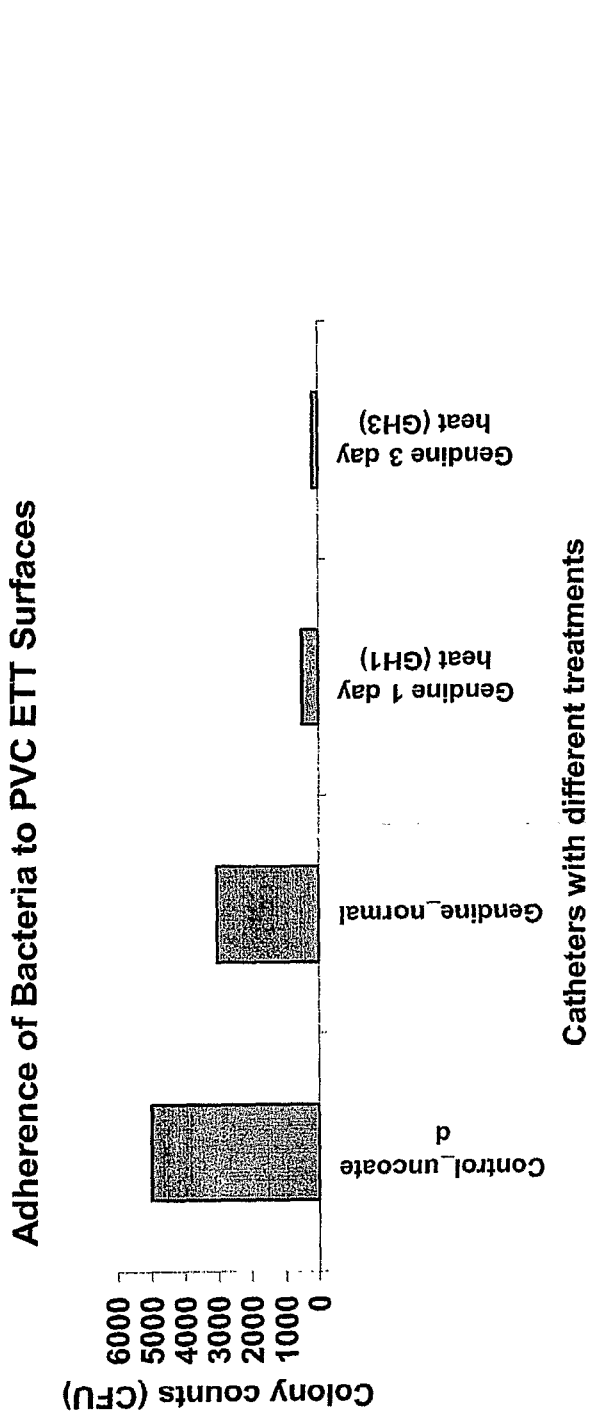 Adherence of Bacteria to PVC ETT Surfaces
Colony counts (CFU)
6000
5000
4000
3000
2000
1000
0
Control_uncoate
d
Gendine_normal
Gendine 1 day
heat (GH1)
Gendine 3 day
heat (GH3)
Catheters with different treatments